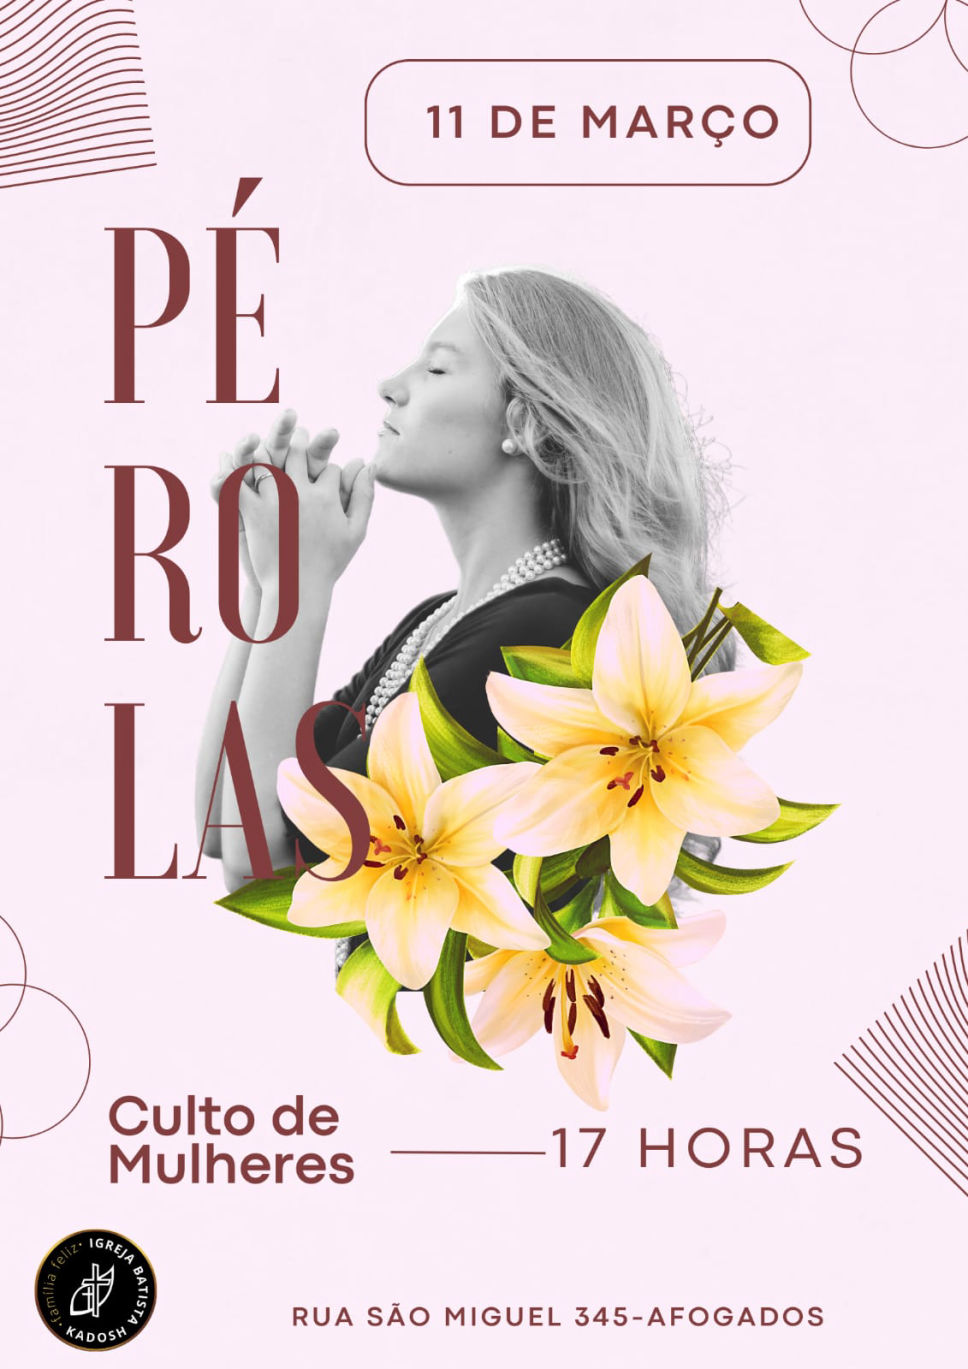 11 DE MARÇO
PÉ
RO
LAS
Culto de
Mulheres
17 HORAS
família feliz · IGREJA BATISTA KADOSH ·
RUA SÃO MIGUEL 345-AFOGADOS